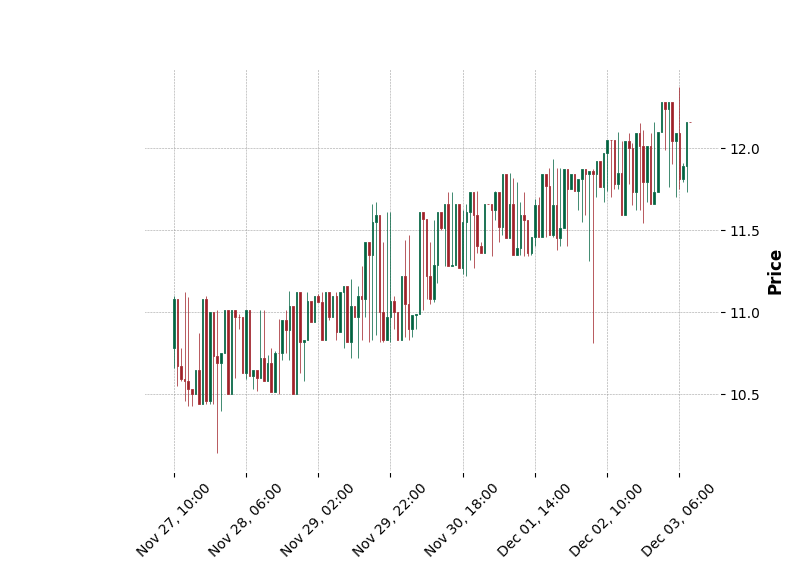 12.0
11.5
11.0
10.5
Price
Nov 27, 10:00
Nov 28, 06:00
Nov 29, 02:00
Nov 29, 22:00
Nov 30, 18:00
Dec 01, 14:00
Dec 02, 10:00
Dec 03, 06:00